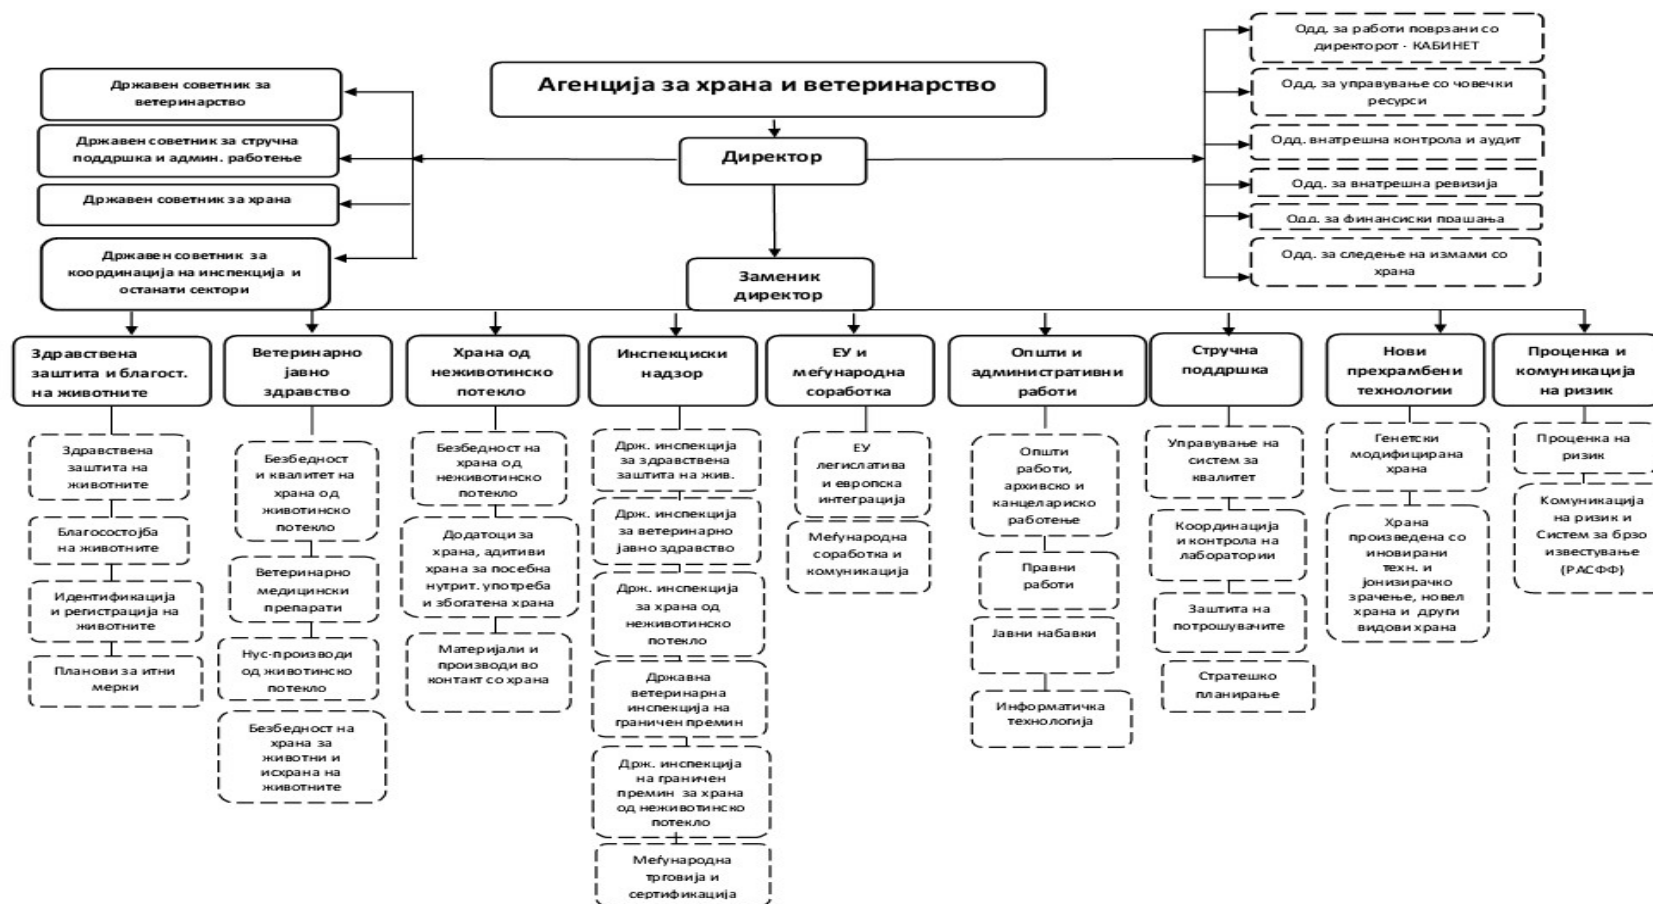 Агенција за храна и ветеринарство
Директор
Заменик
директор
Државен советник за
ветеринарство
Државен советник за стручна
поддршка и админ. работење
Државен советник за храна
Државен советник за
координација на инспекција и
останати сектори
Одд. за работи поврзани со
директорот - КАБИНЕТ
Одд. за управување со човечки
ресурси
Одд. внатрешна контрола и аудит
Одд. за внатрешна ревизија
Одд. за финансиски прашања
Одд. за следење на измами со
храна
Здравствена
заштита и благост.
на животните
Здравствена
заштита на
животните
Благосостојба
на животните
Идентификација
и регистрација на
животните
Планови за итни
мерки
Ветеринарно
јавно
здравство
Безбедност
и квалитет на
храна од
животинско
потекло
Ветеринарно
медицински
препарати
Нус-производи
од животинско
потекло
Безбедност на
храна за
животни и
исхрана на
животните
Храна од
неживотинско
потекло
Безбедност на
храна од
неживотинско
потекло
Додатоци за
храна, адитиви
храна за посебна
нутрит. употреба
и збогатена храна
Материјали и
производи во
контакт со храна
Инспекциски
надзор
Држ. инспекција
за здравствена
заштита на жив.
Држ. инспекција
за ветеринарно
јавно здравство
Држ. инспекција
за храна од
неживотинско
потекло
Државна
ветеринарна
инспекција на
граничен премин
Држ. инспекција
на граничен
премин за храна
од неживотинско
потекло
Меѓународна
трговија и
сертификација
ЕУ и
меѓународна
соработка
ЕУ
легислатива
и европска
интеграција
Меѓународна
соработка и
комуникација
Општи и
административни
работи
Општи
работи,
архивско и
канцелариско
работење
Правни
работи
Јавни набавки
Информатичка
технологија
Стручна
поддршка
Управување на
систем за
квалитет
Координација
и контрола на
лаборатории
Заштита на
потрошувачите
Стратешко
планирање
Нови
прехрамбени
технологии
Генетски
модифицирана
храна
Храна
произведена со
иновирани
техн. и
јонизирачко
зрачење, новел
храна и други
видови храна
Проценка и
комуникација
на ризик
Проценка на
ризик
Комуникација
на ризик и
Систем за брзо
известување
(РАСФФ)